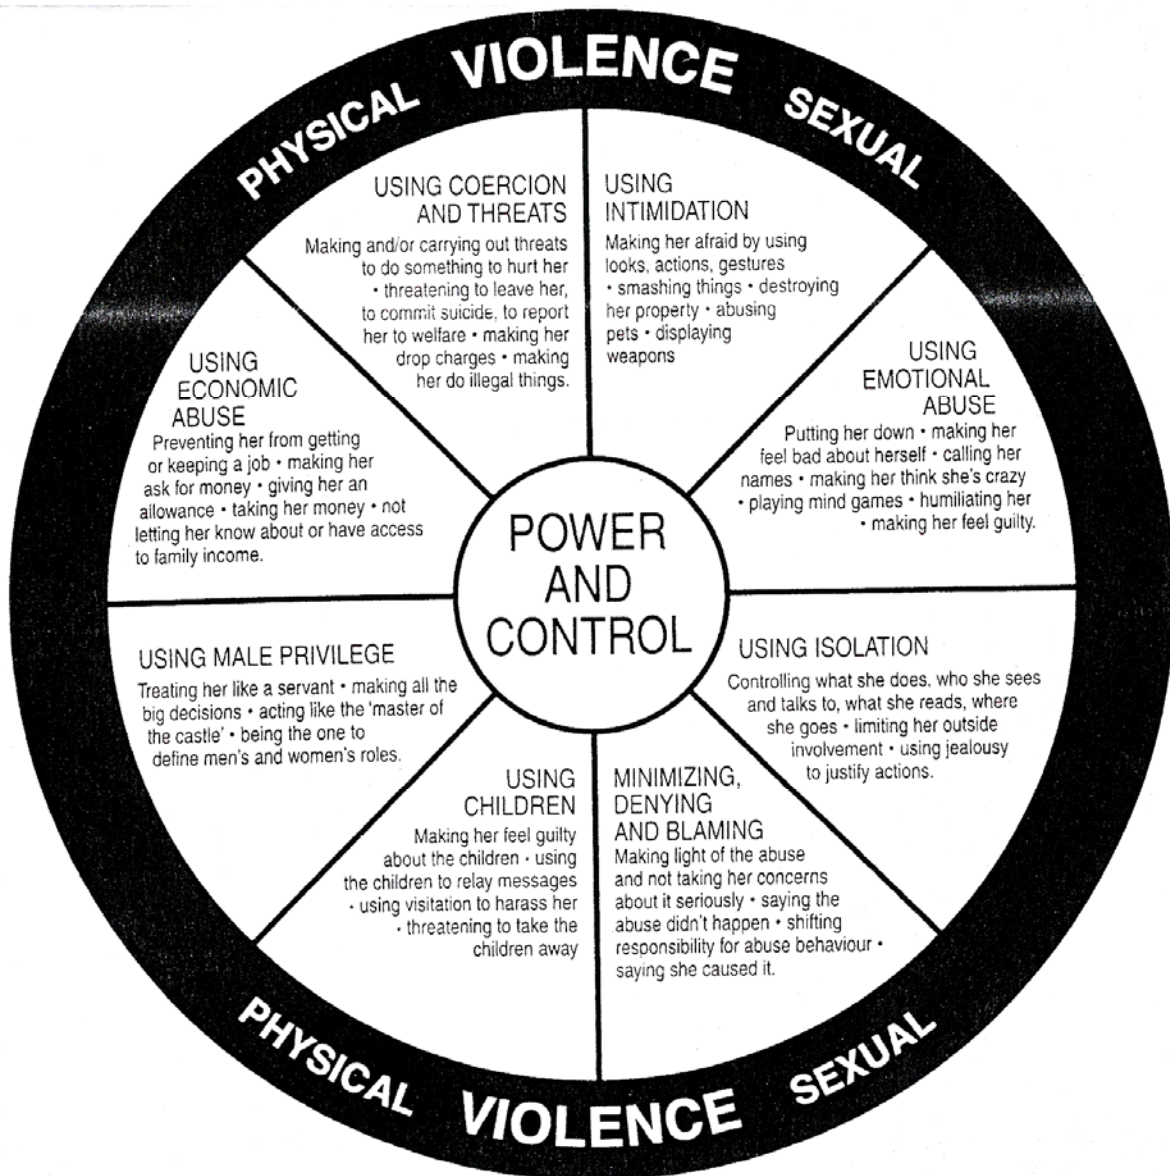 PHYSICAL VIOLENCE SEXUAL
USING COERCION
AND THREATS
Making and/or carrying out threats
to do something to hurt her
• threatening to leave her,
to commit suicide, to report
her to welfare • making her
drop charges • making
her do illegal things.
USING
INTIMIDATION
Making her afraid by using
looks, actions, gestures
• smashing things • destroying
her property • abusing
pets • displaying
weapons
USING
EMOTIONAL
ABUSE
Putting her down • making her
feel bad about herself • calling her
names • making her think she's crazy
• playing mind games • humiliating her
• making her feel guilty.
USING ISOLATION
Controlling what she does, who she sees
and talks to, what she reads, where
she goes • limiting her outside
involvement • using jealousy
to justify actions.
MINIMIZING,
DENYING
AND BLAMING
Making light of the abuse
and not taking her concerns
about it seriously • saying the
abuse didn't happen • shifting
responsibility for abuse behaviour •
saying she caused it.
USING
CHILDREN
Making her feel guilty
about the children • using
the children to relay messages
• using visitation to harass her
• threatening to take the
children away
USING MALE PRIVILEGE
Treating her like a servant • making all the
big decisions • acting like the 'master of
the castle' • being the one to
define men's and women's roles.
USING
ECONOMIC
ABUSE
Preventing her from getting
or keeping a job • making her
ask for money • giving her an
allowance • taking her money • not
letting her know about or have access
to family income.
POWER
AND
CONTROL
PHYSICAL VIOLENCE SEXUAL